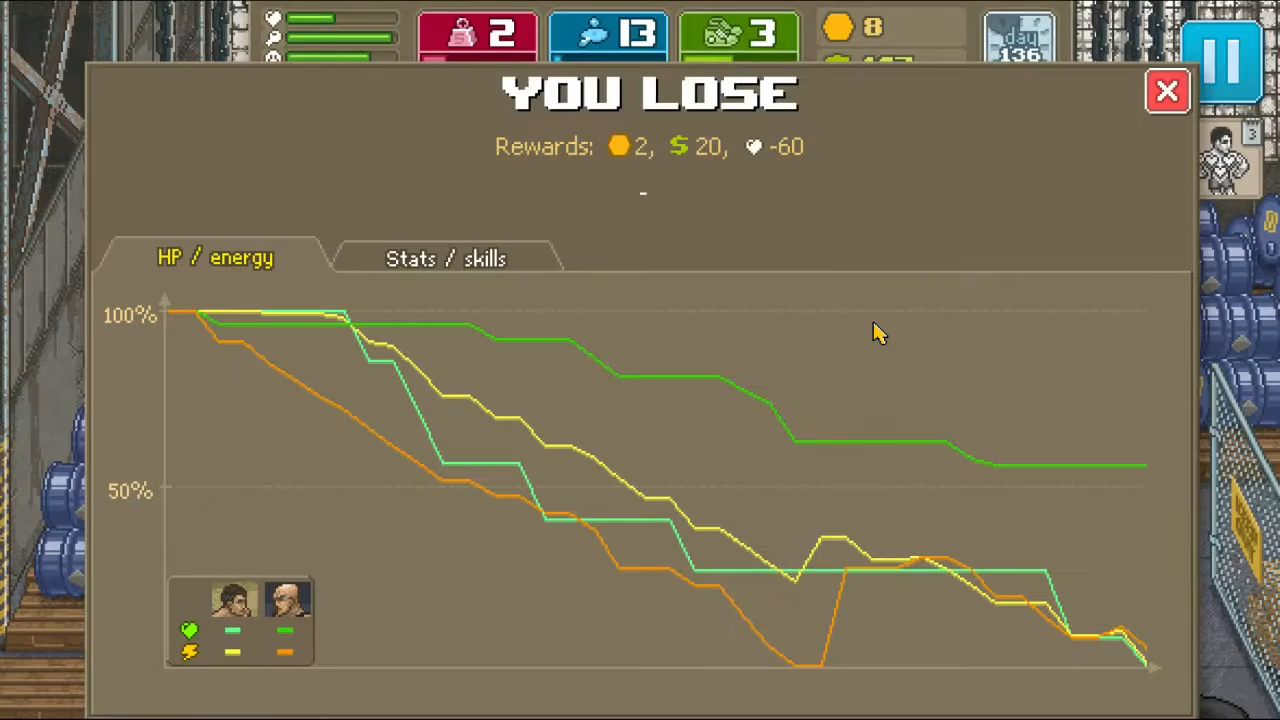 2 13 3 8
day
136
YOU LOSE
3
Rewards: 2, $ 20, -60
-
HP / energy Stats / skills
100%
50%